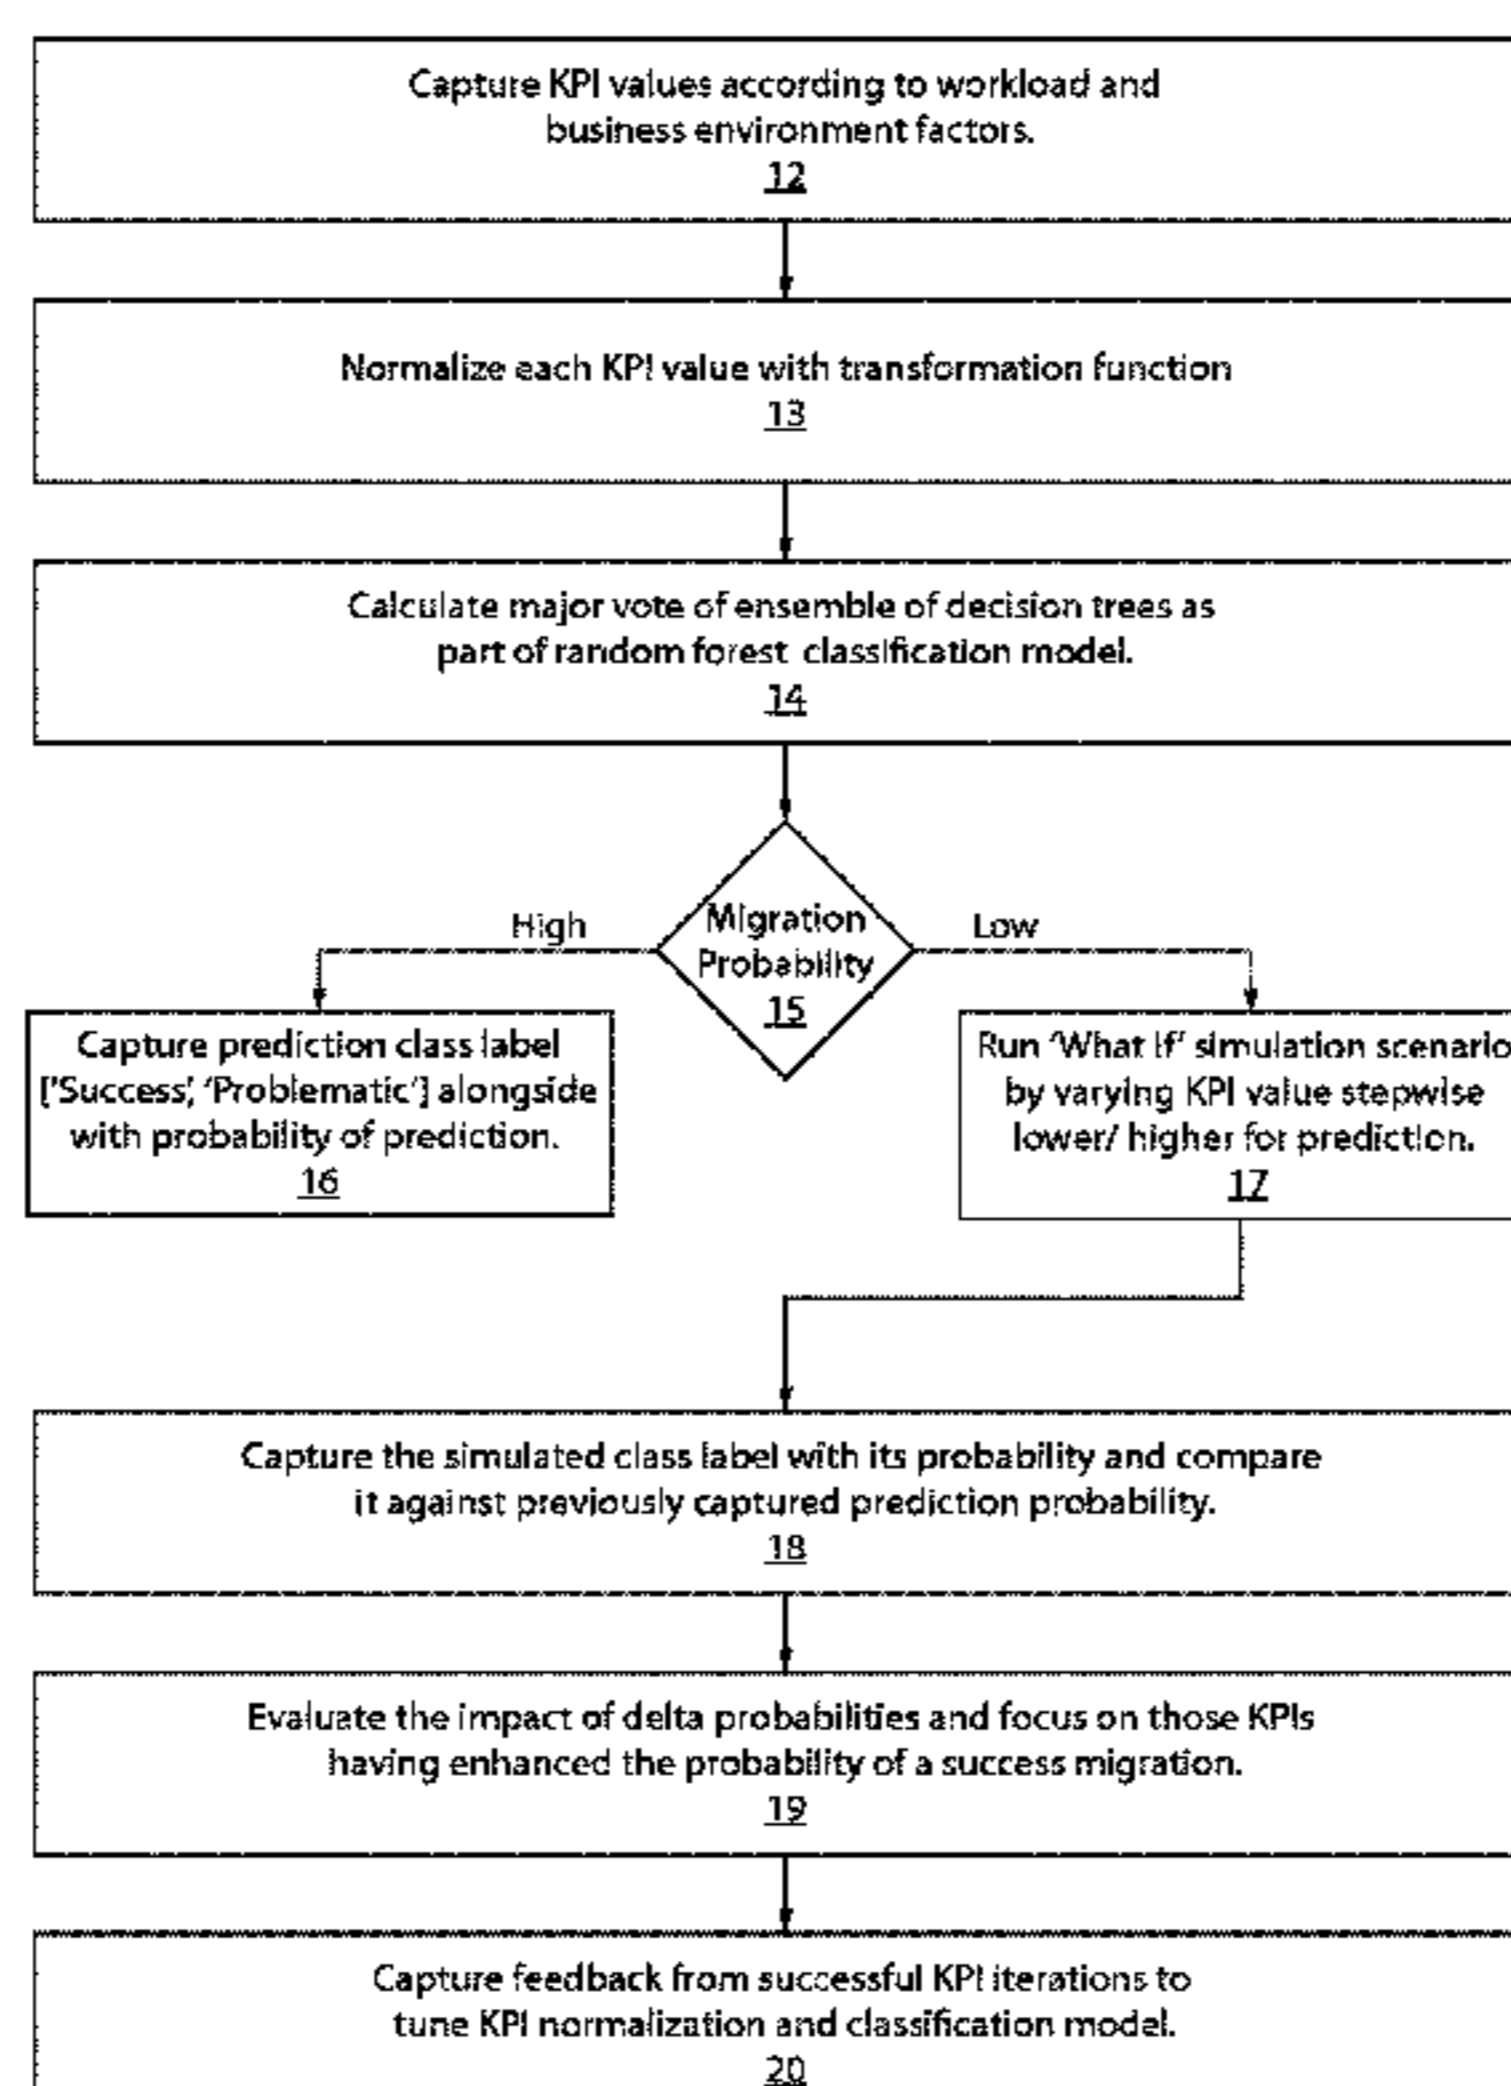 Capture KPI values according to workload and
business environment factors.
12
Normalize each KPI value with transformation function
13
Calculate major vote of ensemble of decision trees as
part of random forest classification model.
14
Migration
Probability
15
High
Low
Capture prediction class label
['Success', 'Problematic'] alongside
with probability of prediction.
16
Run 'What if' simulation scenario
by varying KPI value stepwise
lower/ higher for prediction.
17
Capture the simulated class label with its probability and compare
it against previously captured prediction probability.
18
Evaluate the impact of delta probabilities and focus on those KPIs
having enhanced the probability of a success migration.
19
Capture feedback from successful KPI iterations to
tune KPI normalization and classification model.
20